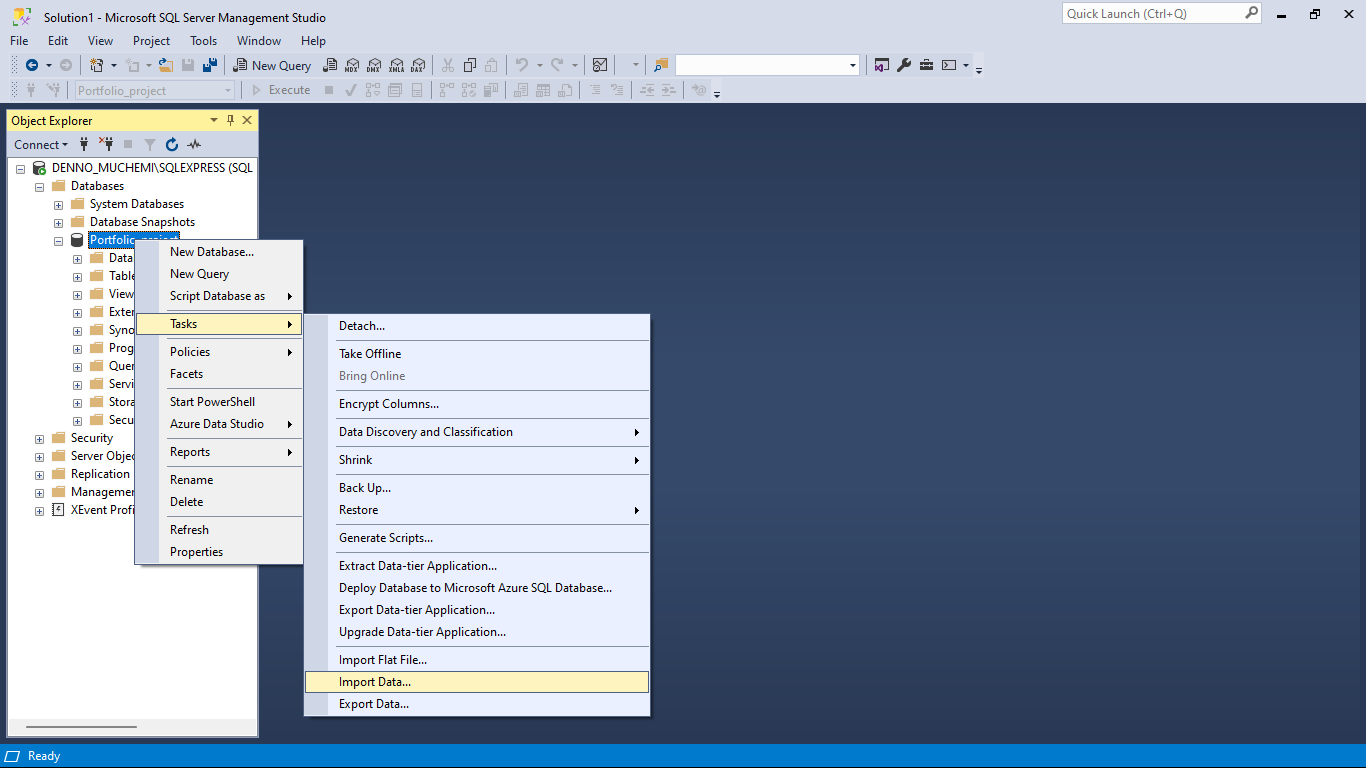 Solution1 - Microsoft SQL Server Management Studio
Quick Launch (Ctrl+Q)
File Edit View Project Tools Window Help
New Query MDX DMX XMLA DAX
Portfolio_project Execute
Object Explorer
Connect
DENNO_MUCHEMI\SQLEXPRESS (SQL
Databases
System Databases
Database Snapshots
Portfolio_project
Data
Table
View
Exter
Syno
Prog
Quer
Servi
Stora
Secu
Security
Server Objec
Replication
Managemen
XEvent Profi
New Database...
New Query
Script Database as
Tasks
Policies
Facets
Start PowerShell
Azure Data Studio
Reports
Rename
Delete
Refresh
Properties
Detach...
Take Offline
Bring Online
Encrypt Columns...
Data Discovery and Classification
Shrink
Back Up...
Restore
Generate Scripts...
Extract Data-tier Application...
Deploy Database to Microsoft Azure SQL Database...
Export Data-tier Application...
Upgrade Data-tier Application...
Import Flat File...
Import Data...
Export Data...
Ready